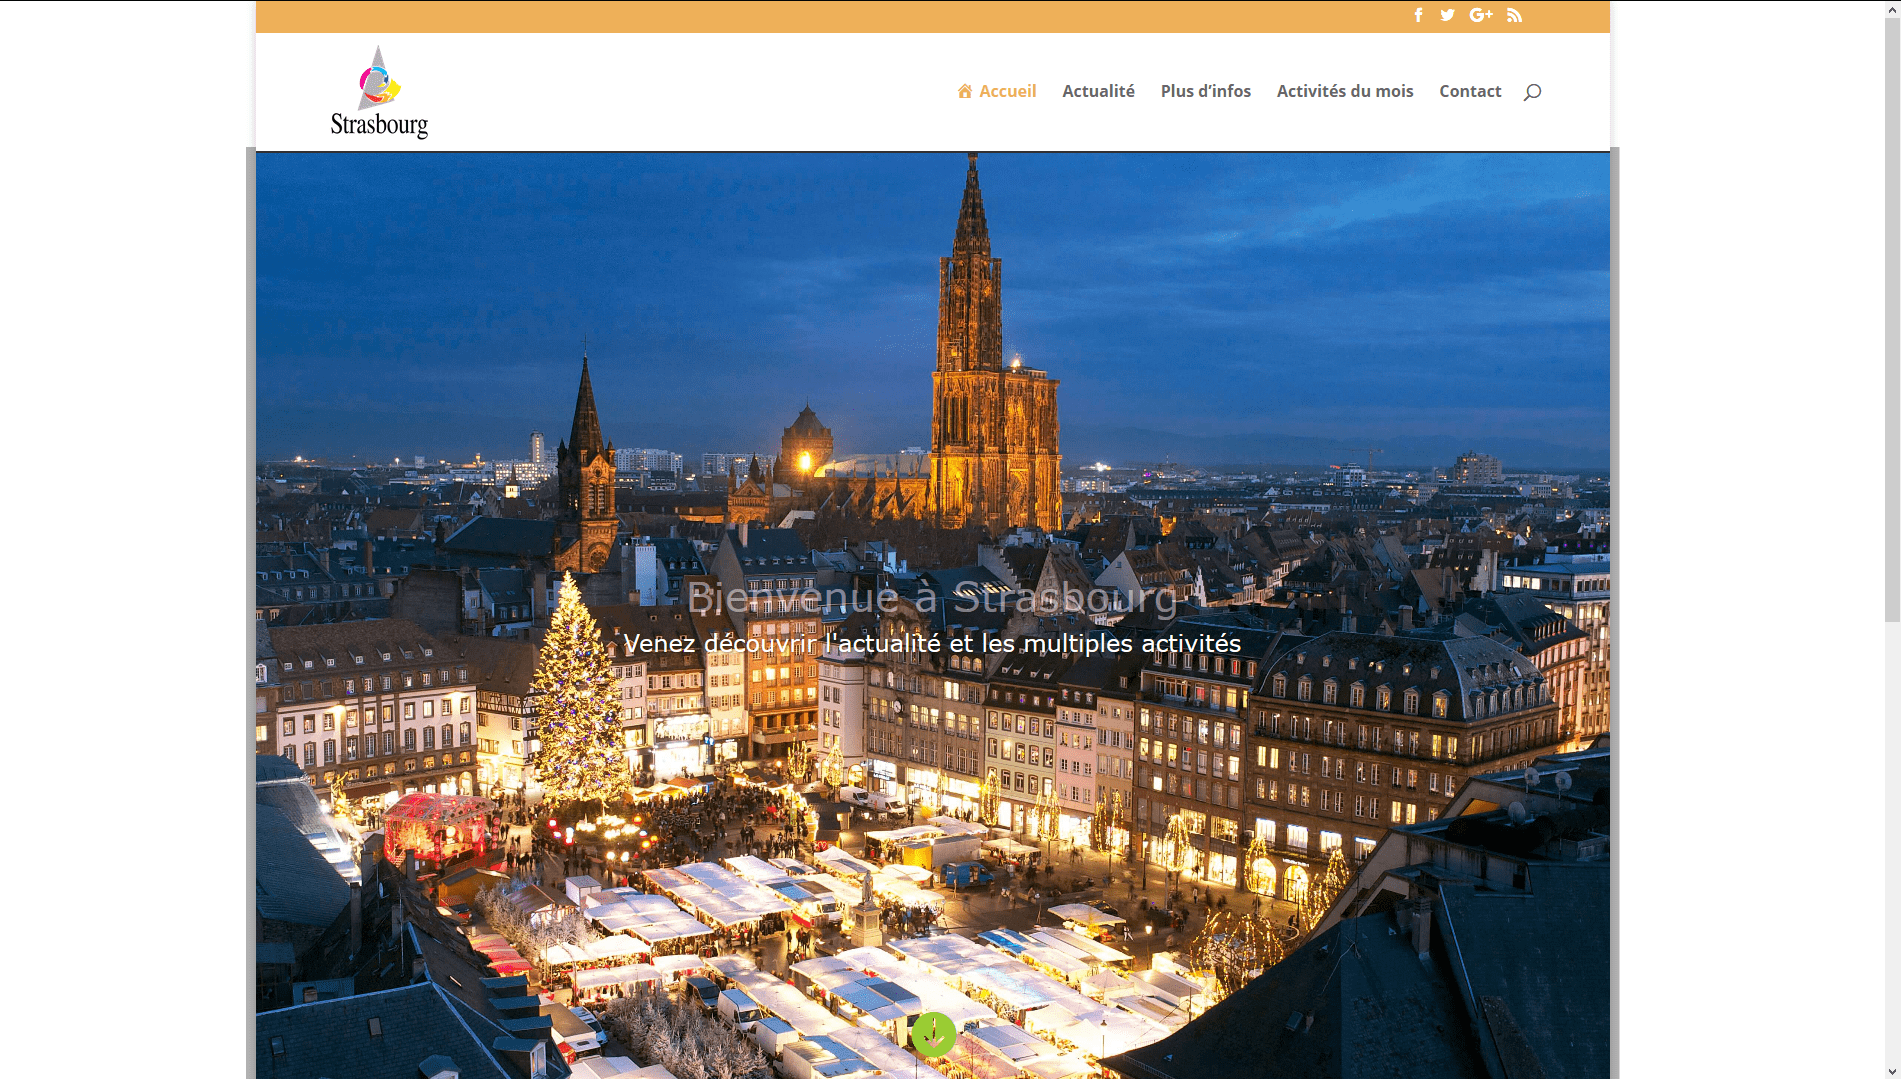 Strasbourg
Accueil Actualité Plus d’infos Activités du mois Contact
Bienvenue à Strasbourg
Venez découvrir l'actualité et les multiples activités